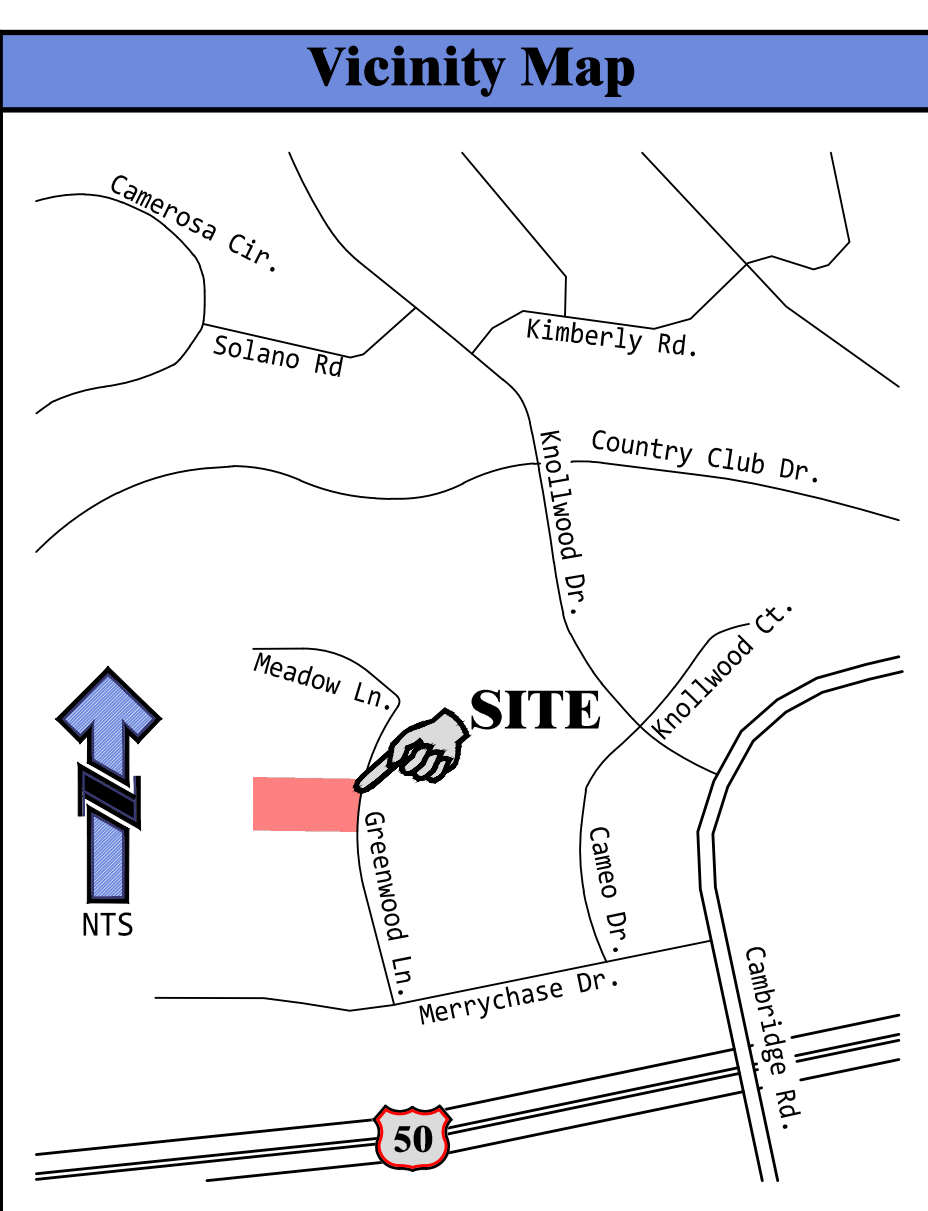 Vicinity Map
Camerosa Cir.
Solano Rd
Kimberly Rd.
Knollwood Dr.
Country Club Dr.
Knollwood Ct.
Meadow Ln.
SITE
Greenwood Ln.
Cameo Dr.
N
NTS
Merrychase Dr.
Cambridge Rd.
50